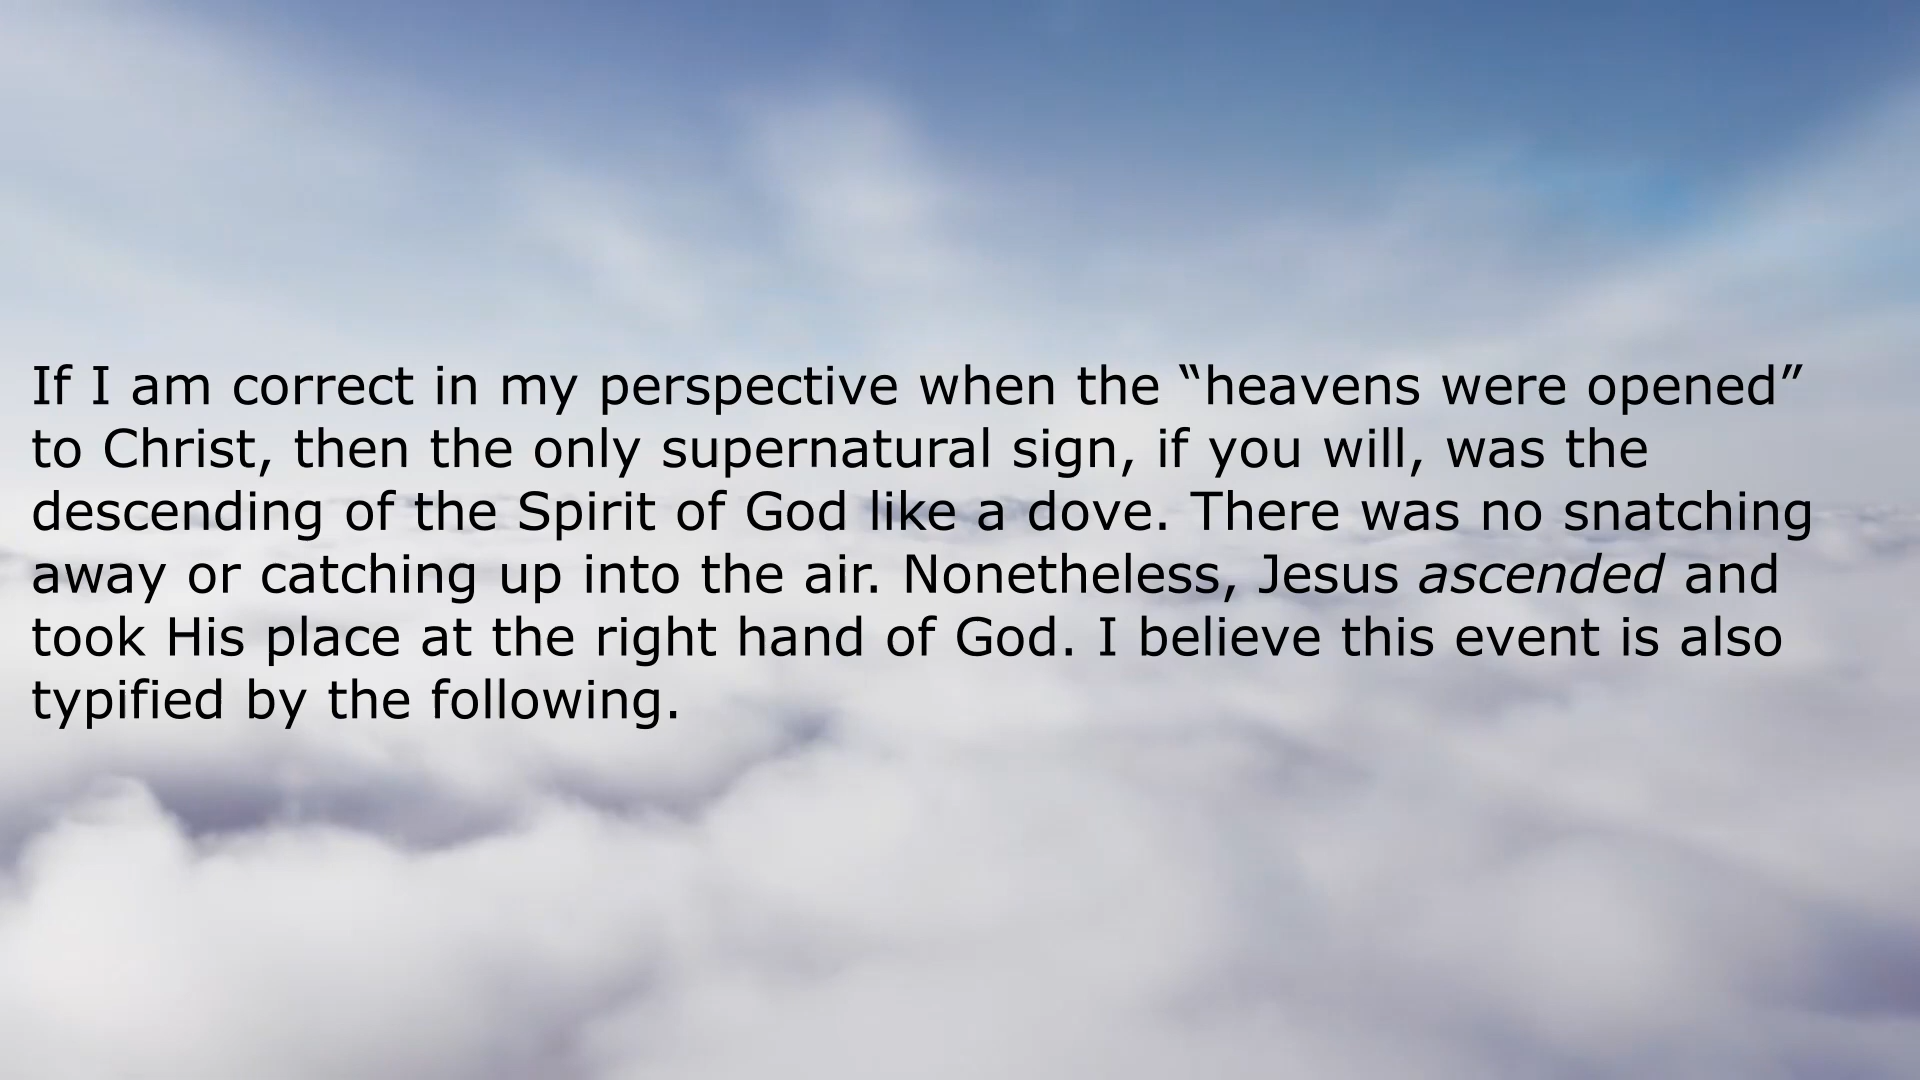 If I am correct in my perspective when the “heavens were opened”
to Christ, then the only supernatural sign, if you will, was the
descending of the Spirit of God like a dove. There was no snatching
away or catching up into the air. Nonetheless, Jesus ascended and
took His place at the right hand of God. I believe this event is also
typified by the following.